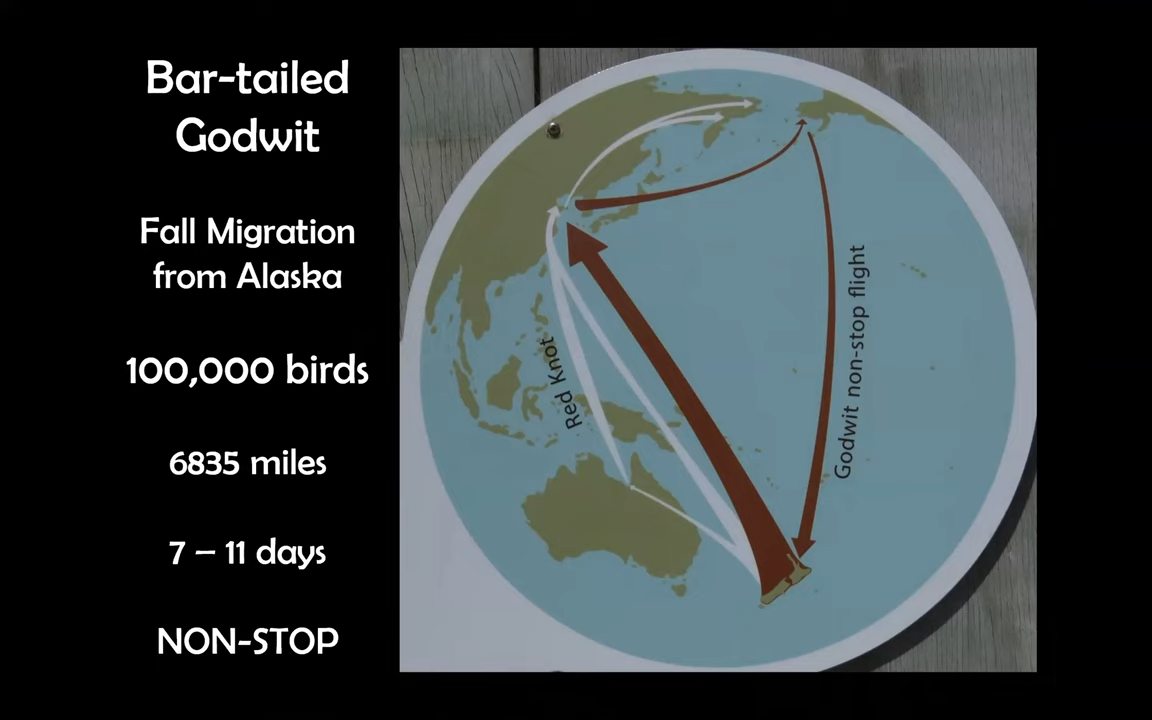 Bar-tailed
Godwit
Fall Migration
from Alaska
100,000 birds
6835 miles
7 – 11 days
NON-STOP
Red Knot
Godwit non-stop flight